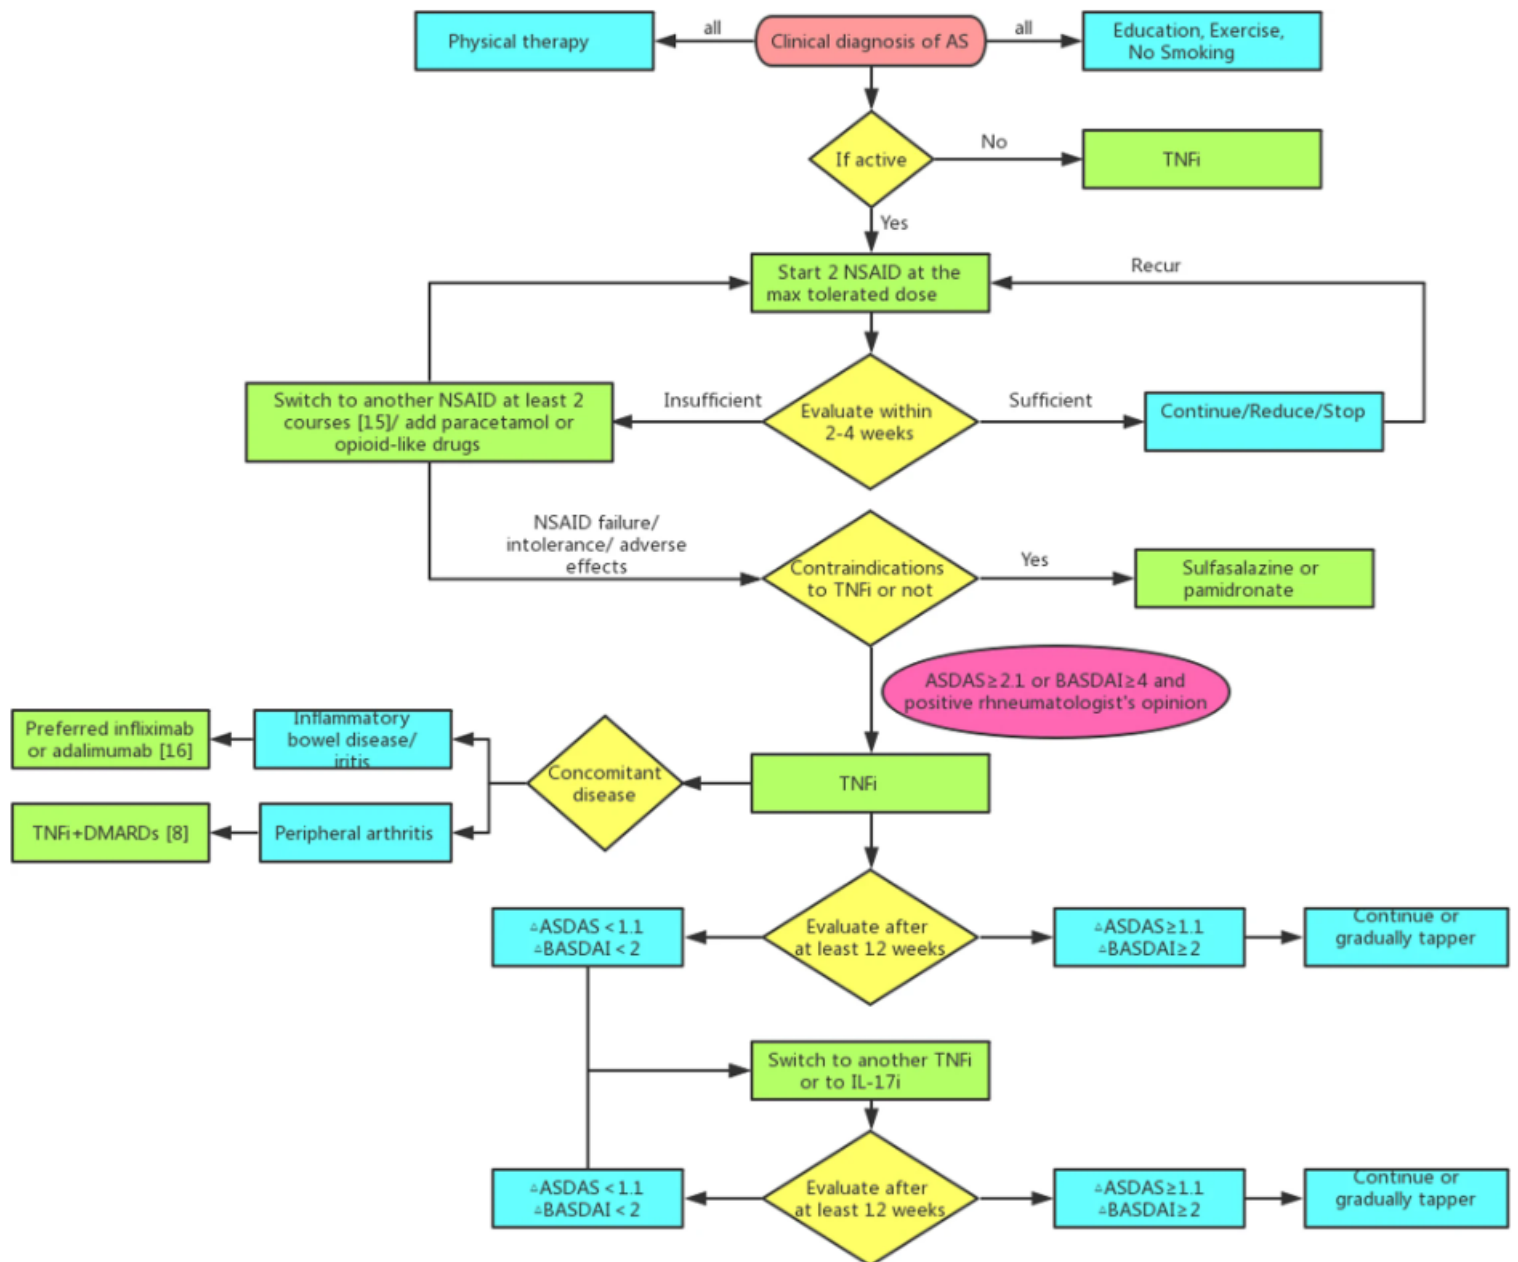 Physical therapy
all
Clinical diagnosis of AS
all
Education, Exercise,
No Smoking
If active
No
TNFi
Yes
Start 2 NSAID at the
max tolerated dose
Recur
Switch to another NSAID at least 2
courses [15]/ add paracetamol or
opioid-like drugs
Insufficient
Evaluate within
2-4 weeks
Sufficient
Continue/Reduce/Stop
NSAID failure/
intolerance/ adverse
effects
Contraindications
to TNFi or not
Yes
Sulfasalazine or
pamidronate
ASDAS≥2.1 or BASDAI≥4 and
positive rhneumatologist's opinion
Preferred infliximab
or adalimumab [16]
Inflammatory
bowel disease/
iritis
Concomitant
disease
TNFi
TNFi+DMARDs [8]
Peripheral arthritis
△ASDAS<1.1
△BASDAI<2
Evaluate after
at least 12 weeks
△ASDAS≥1.1
△BASDAI≥2
Continue or
gradually tapper
Switch to another TNFi
or to IL-17i
△ASDAS<1.1
△BASDAI<2
Evaluate after
at least 12 weeks
△ASDAS≥1.1
△BASDAI≥2
Continue or
gradually tapper